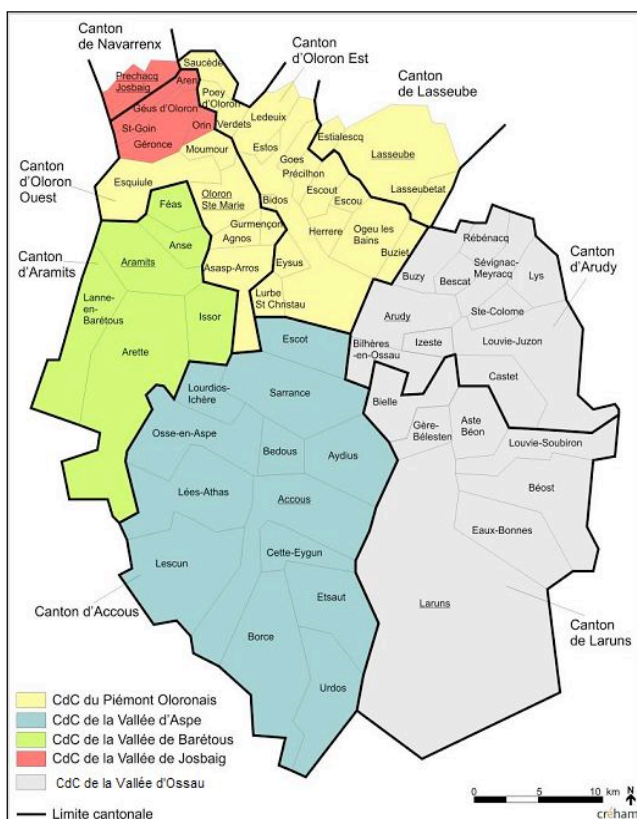 Canton
de Navarrenx
Canton
d'Oloron Est
Canton
de Lasseube
Saucède
Prechacq
Josbaig
Aren
Poey
d'Oloron
Géus d'Oloron
Ledeuix
St-Goin
Orin
Verdets
Estialescq
Géronce
Estos
Lasseube
Moumour
Goes
Précilhon
Canton
d'Oloron
Ouest
Esquiule
Oloron
Ste Marie
Bidos
Escout
Escou
Lasseubetat
Féas
Gurmençon
Herrere
Ogeu les
Bains
Agnos
Anse
Rébénacq
Canton
d'Aramits
Aramits
Asasp-Arros
Eysus
Buziet
Sévignac-
Meyracq
Lys
Canton
d'Arudy
Buzy
Bescat
Lanne-
en-
Barétous
Issor
Lurbe
St Christau
Arudy
Ste-Colome
Arette
Escot
Bilhères
-en-Ossau
Izeste
Louvie-Juzon
Castet
Lourdios-
Ichère
Sarrance
Bielle
Gère-
Bélesten
Aste
Béon
Osse-en-Aspe
Bedous
Aydius
Louvie-Soubiron
Lées-Athas
Accous
Béost
Eaux-Bonnes
Lescun
Cette-Eygun
Canton d'Accous
Etsaut
Laruns
Canton
de Laruns
Borce
Urdos
CdC du Piémont Oloronais
CdC de la Vallée d'Aspe
CdC de la Vallée de Barétous
CdC de la Vallée de Josbaig
CdC de la Vallée d'Ossau
Limite cantonale
0 5 10 km
N
créham